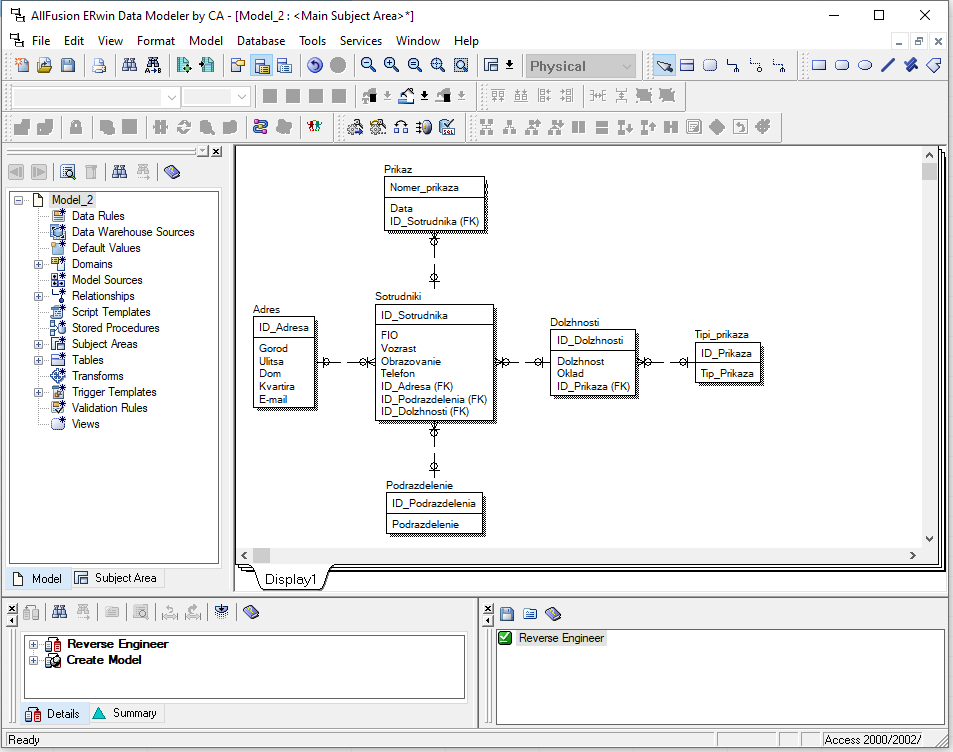 AllFusion ERwin Data Modeler by CA - [Model_2 : <Main Subject Area>*]
File Edit View Format Model Database Tools Services Window Help
Physical
Model_2
Data Rules
Data Warehouse Sources
Default Values
Domains
Model Sources
Relationships
Script Templates
Stored Procedures
Subject Areas
Tables
Transforms
Trigger Templates
Validation Rules
Views
Model Subject Area
Prikaz
Nomer_prikaza
Data
ID_Sotrudnika (FK)
Adres
ID_Adresa
Gorod
Ulitsa
Dom
Kvartira
E-mail
Sotrudniki
ID_Sotrudnika
FIO
Vozrast
Obrazovanie
Telefon
ID_Adresa (FK)
ID_Podrazdelenia (FK)
ID_Dolzhnosti (FK)
Dolzhnosti
ID_Dolzhnosti
Dolzhnost
Oklad
ID_Prikaza (FK)
Tipi_prikaza
ID_Prikaza
Tip_Prikaza
Podrazdelenie
ID_Podrazdelenia
Podrazdelenie
Display1
Reverse Engineer
Create Model
Details Summary
Reverse Engineer
Ready
Access 2000/2002/